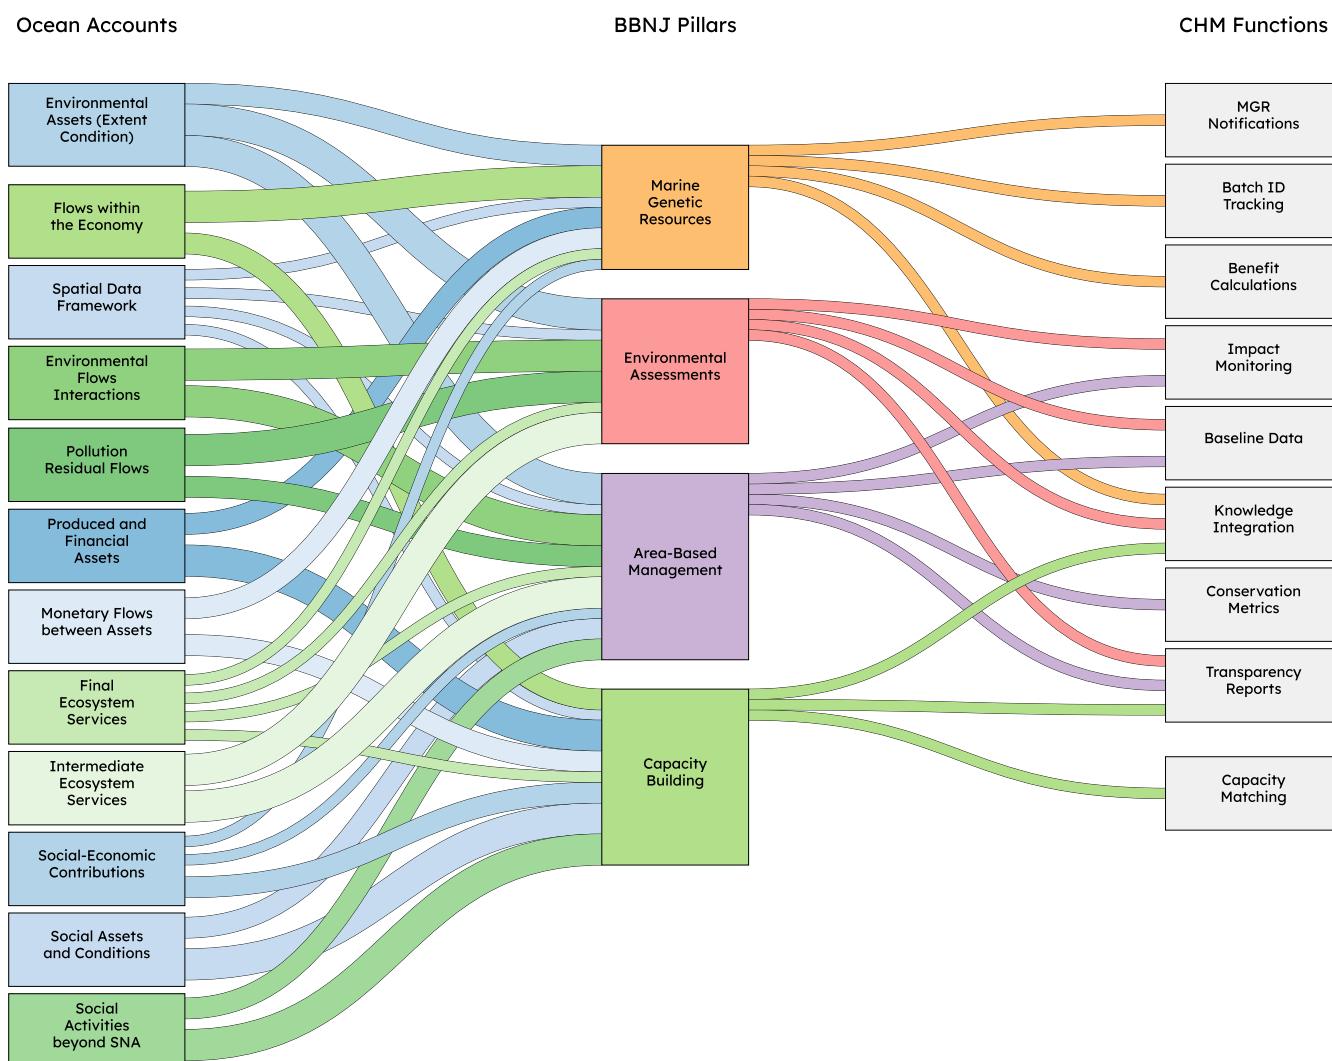 Ocean Accounts
BBNJ Pillars
CHM Functions
Environmental
Assets (Extent
Condition)
Flows within
the Economy
Spatial Data
Framework
Environmental
Flows
Interactions
Pollution
Residual Flows
Produced and
Financial
Assets
Monetary Flows
between Assets
Final
Ecosystem
Services
Intermediate
Ecosystem
Services
Social-Economic
Contributions
Social Assets
and Conditions
Social
Activities
beyond SNA
Marine
Genetic
Resources
Environmental
Assessments
Area-Based
Management
Capacity
Building
MGR
Notifications
Batch ID
Tracking
Benefit
Calculations
Impact
Monitoring
Baseline Data
Knowledge
Integration
Conservation
Metrics
Transparency
Reports
Capacity
Matching